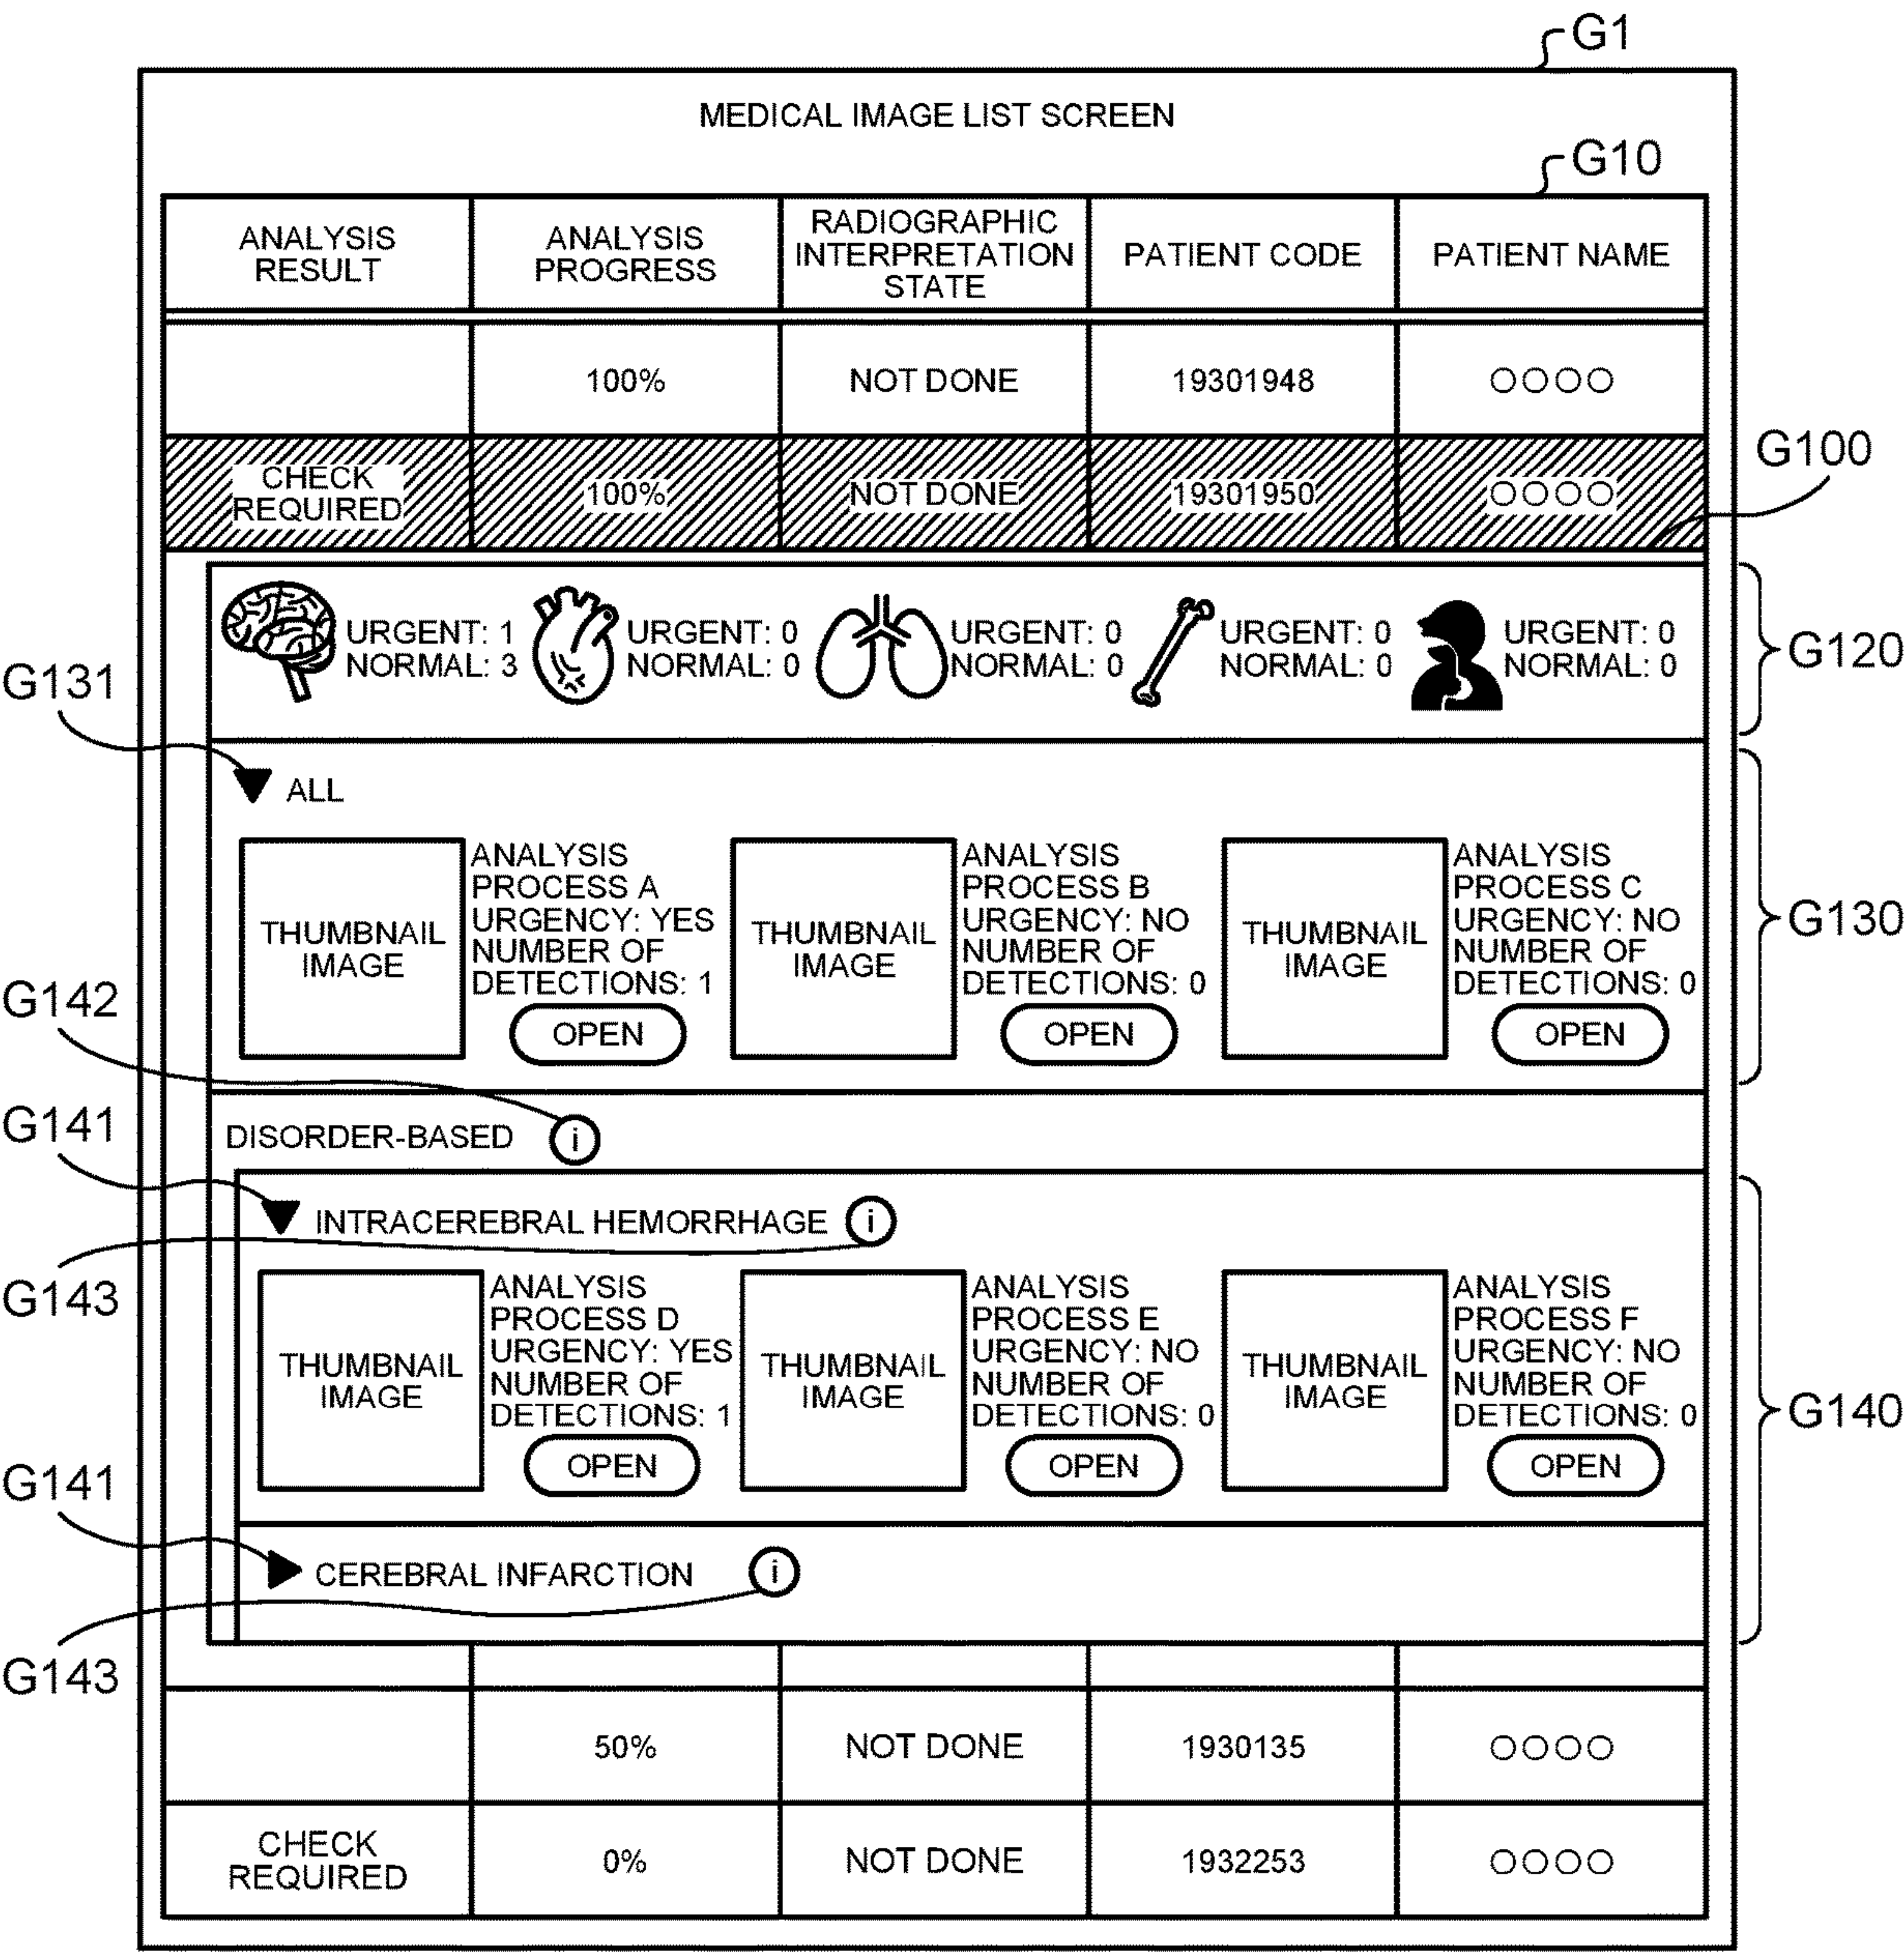 G1
MEDICAL IMAGE LIST SCREEN
G10
ANALYSIS
RESULT
ANALYSIS
PROGRESS
RADIOGRAPHIC
INTERPRETATION
STATE
PATIENT CODE
PATIENT NAME
100%
NOT DONE
19301948
○○○○
G100
CHECK
REQUIRED
100%
NOT DONE
19301950
○○○○
URGENT: 1
NORMAL: 3
URGENT: 0
NORMAL: 0
URGENT: 0
NORMAL: 0
URGENT: 0
NORMAL: 0
URGENT: 0
NORMAL: 0
G120
G131
ALL
THUMBNAIL
IMAGE
ANALYSIS
PROCESS A
URGENCY: YES
NUMBER OF
DETECTIONS: 1
OPEN
THUMBNAIL
IMAGE
ANALYSIS
PROCESS B
URGENCY: NO
NUMBER OF
DETECTIONS: 0
OPEN
THUMBNAIL
IMAGE
ANALYSIS
PROCESS C
URGENCY: NO
NUMBER OF
DETECTIONS: 0
OPEN
G130
G142
DISORDER-BASED i
G141
INTRACEREBRAL HEMORRHAGE i
G143
THUMBNAIL
IMAGE
ANALYSIS
PROCESS D
URGENCY: YES
NUMBER OF
DETECTIONS: 1
OPEN
THUMBNAIL
IMAGE
ANALYSIS
PROCESS E
URGENCY: NO
NUMBER OF
DETECTIONS: 0
OPEN
THUMBNAIL
IMAGE
ANALYSIS
PROCESS F
URGENCY: NO
NUMBER OF
DETECTIONS: 0
OPEN
G140
G141
CEREBRAL INFARCTION i
G143
50%
NOT DONE
1930135
○○○○
CHECK
REQUIRED
0%
NOT DONE
1932253
○○○○